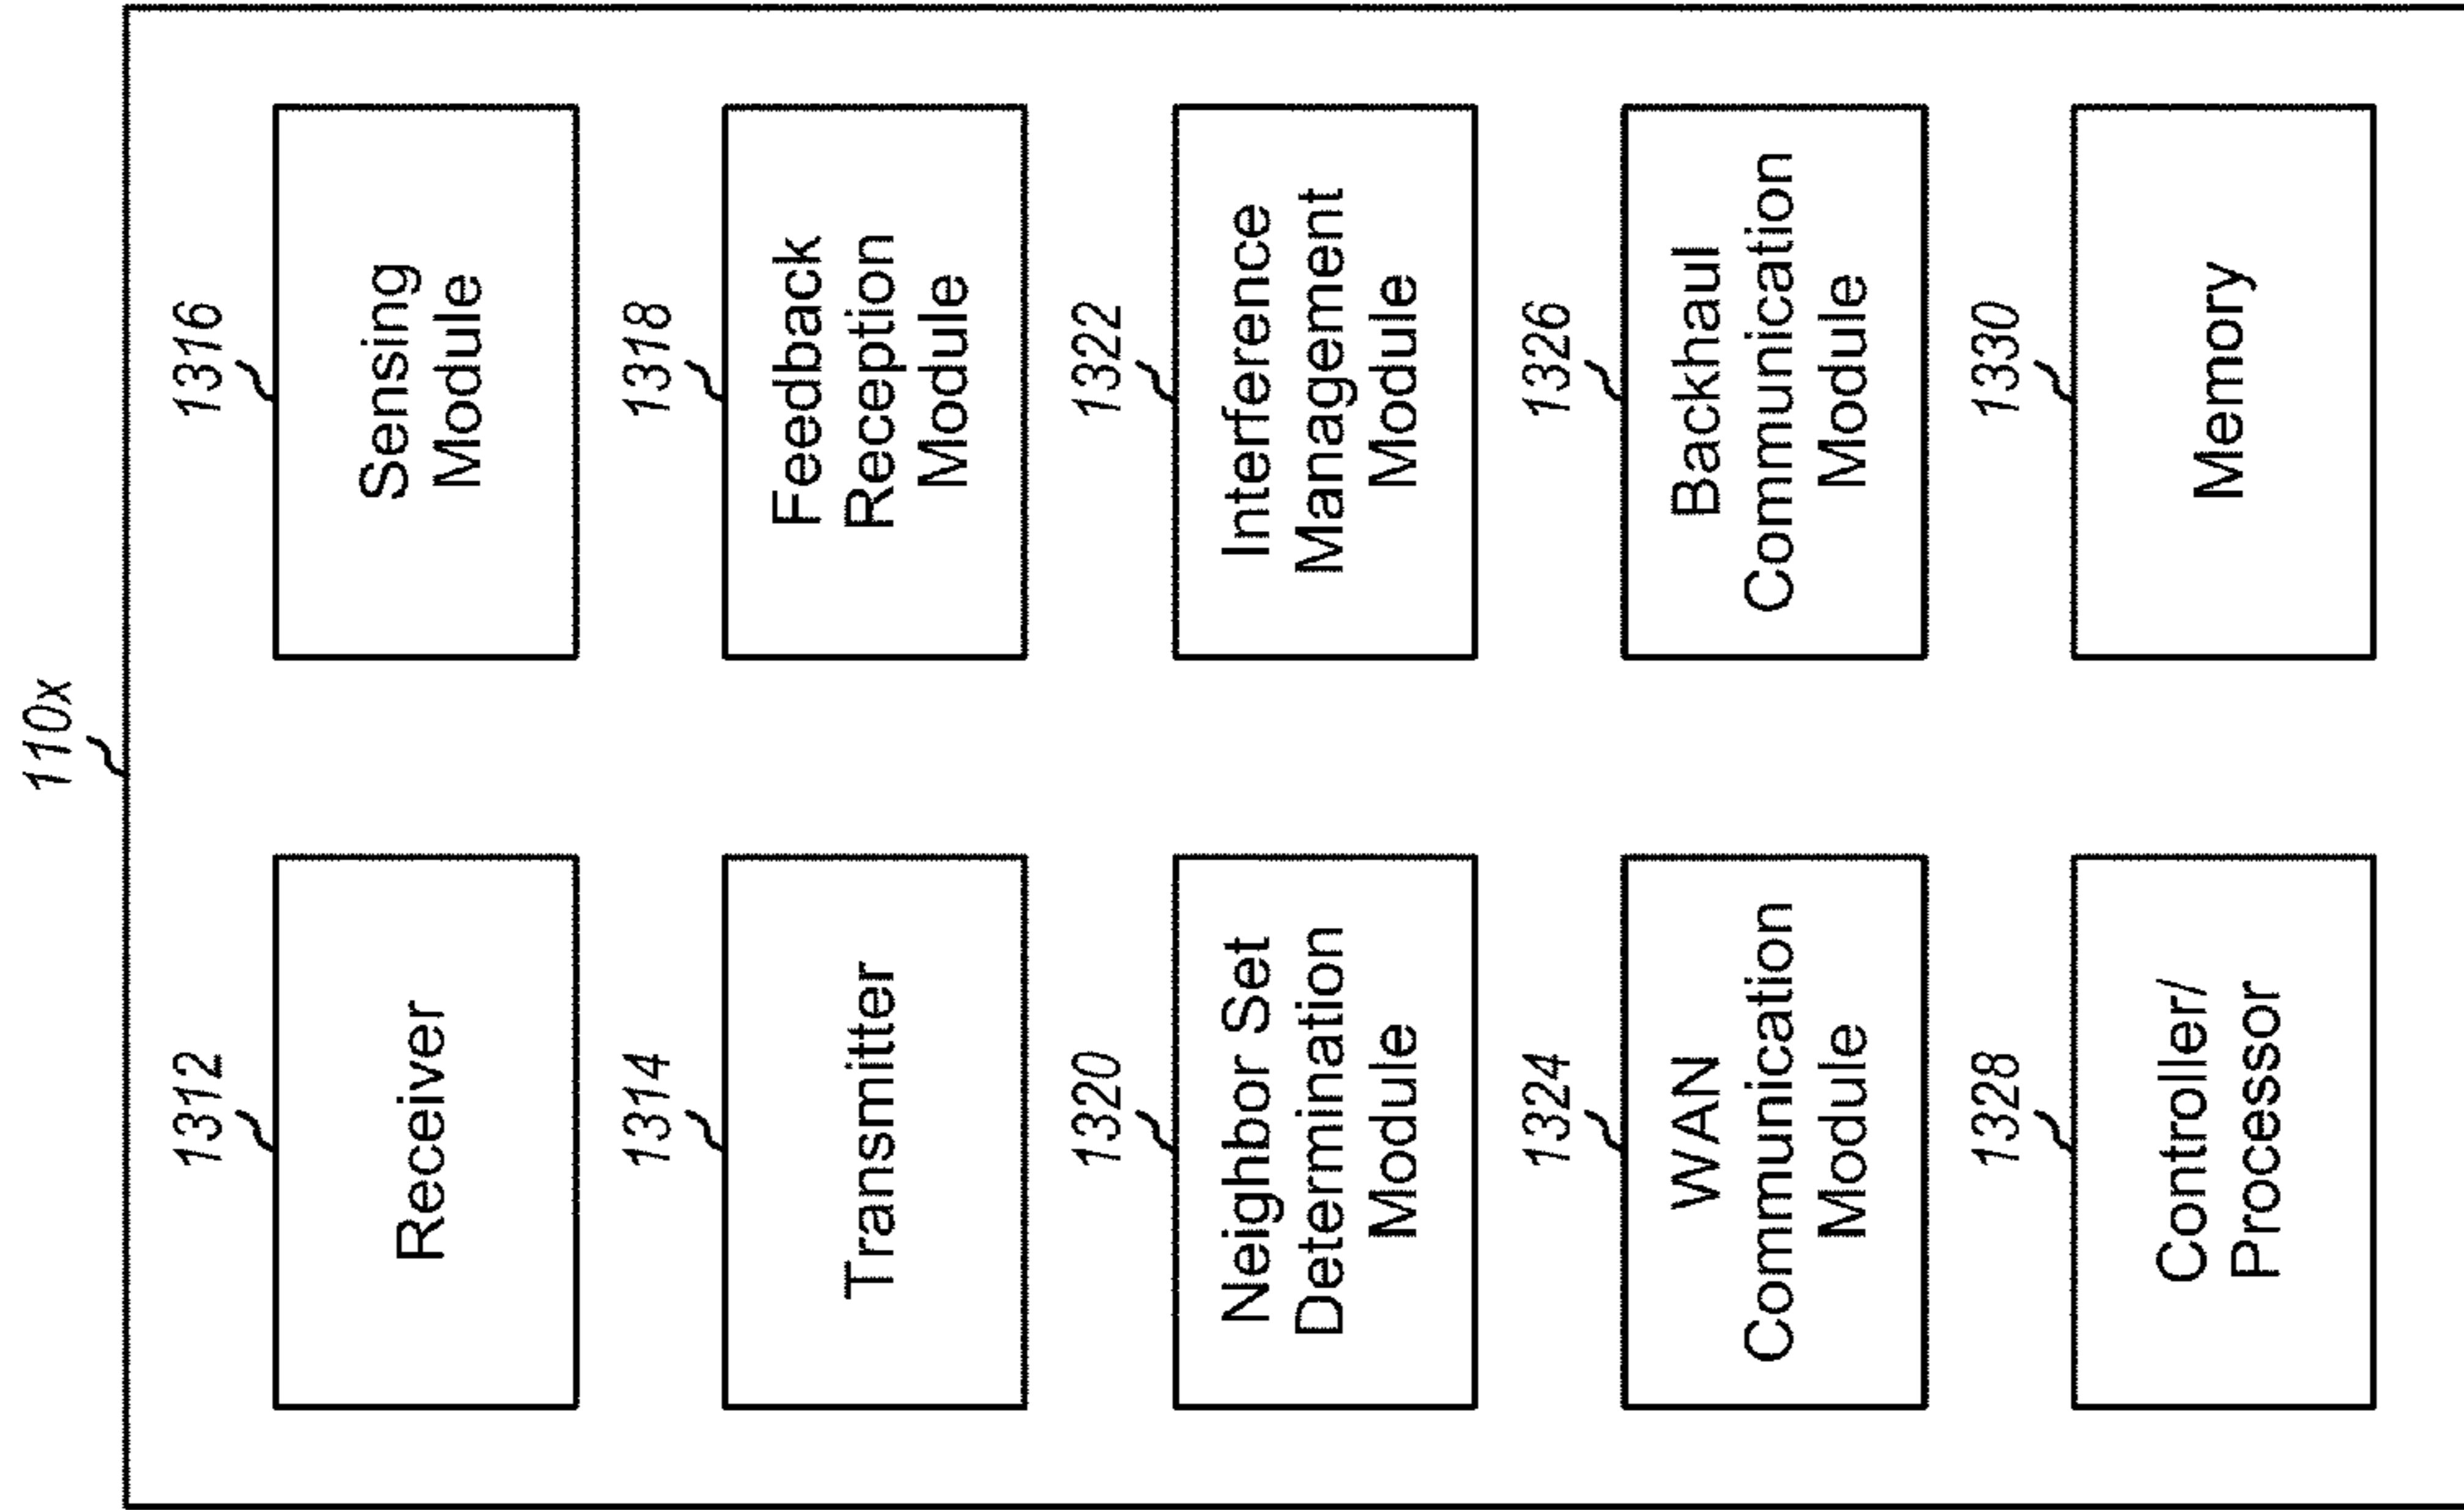 110x
1312
Receiver
1316
Sensing
Module
1314
Transmitter
1318
Feedback
Reception
Module
1320
Neighbor Set
Determination
Module
1322
Interference
Management
Module
1324
WAN
Communication
Module
1326
Backhaul
Communication
Module
1328
Controller/
Processor
1330
Memory